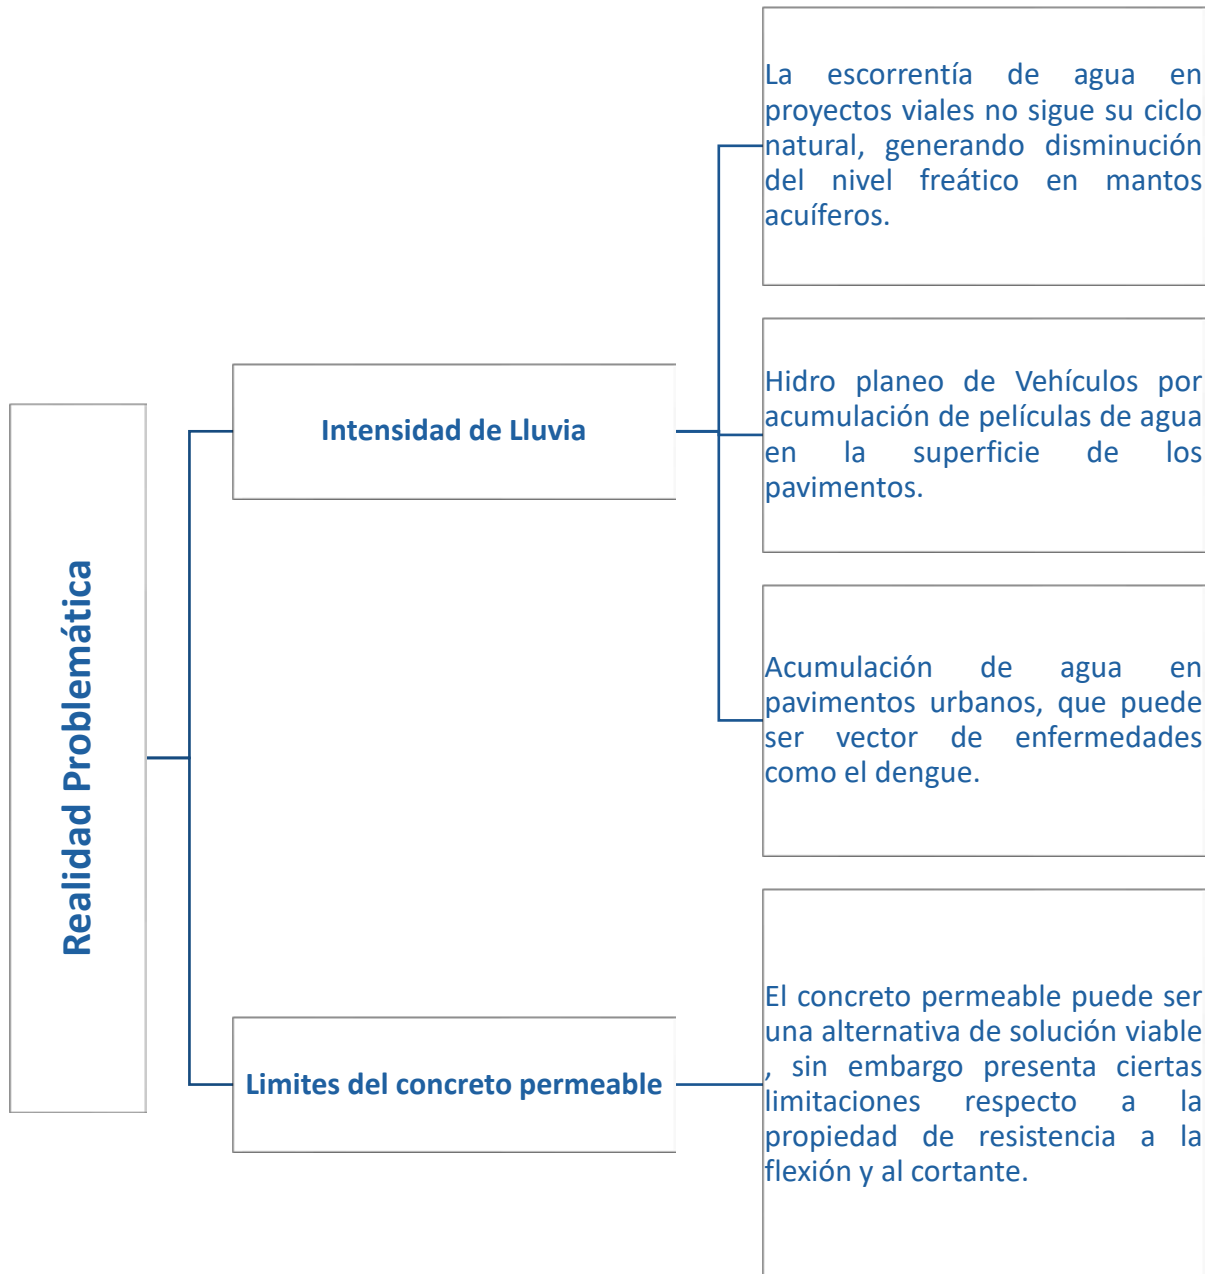 Realidad Problemática
Intensidad de Lluvia
La escorrentía de agua en
proyectos viales no sigue su ciclo
natural, generando disminución
del nivel freático en mantos
acuíferos.
Hidro planeo de Vehículos por
acumulación de películas de agua
en la superficie de los
pavimentos.
Acumulación de agua en
pavimentos urbanos, que puede
ser vector de enfermedades
como el dengue.
Limites del concreto permeable
El concreto permeable puede ser
una alternativa de solución viable
, sin embargo presenta ciertas
limitaciones respecto a la
propiedad de resistencia a la
flexión y al cortante.